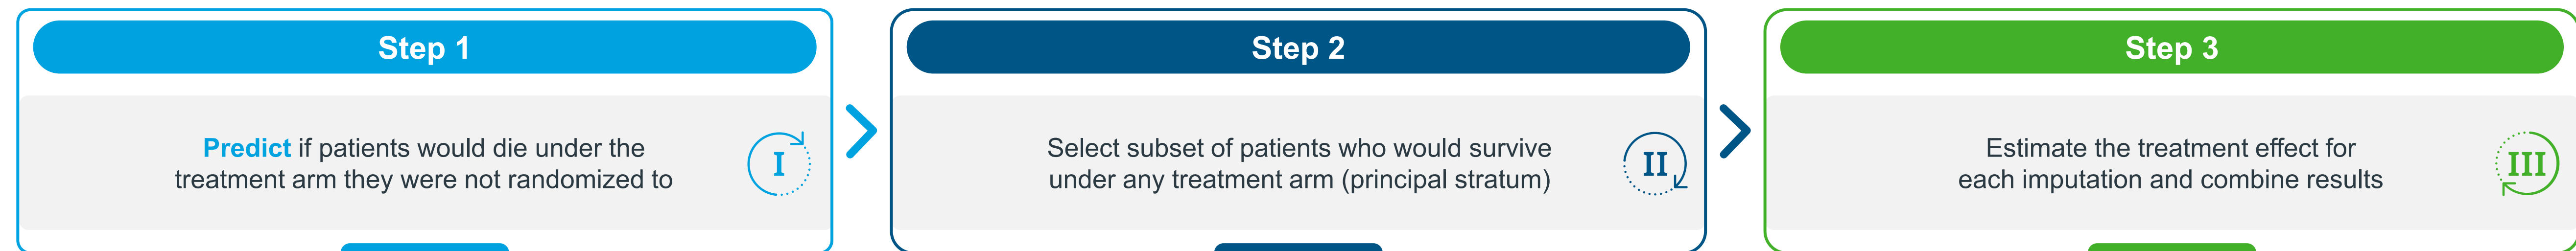 Step 1
Predict if patients would die under the
treatment arm they were not randomized to
I
Step 2
Select subset of patients who would survive
under any treatment arm (principal stratum)
II
Step 3
Estimate the treatment effect for
each imputation and combine results
III